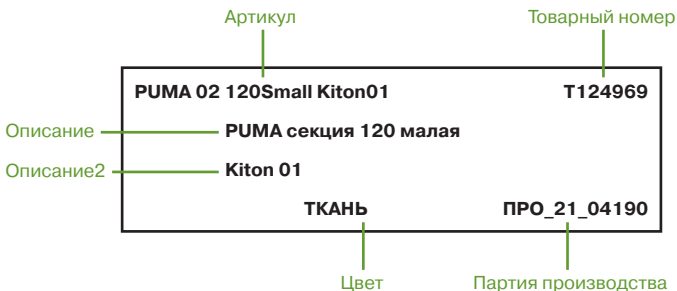 Артикул Товарный номер
PUMA 02 120Small Kiton01 T124969
Описание PUMA секция 120 малая
Описание2 Kiton 01
ТКАНЬ ПРО_21_04190
Цвет Партия производства